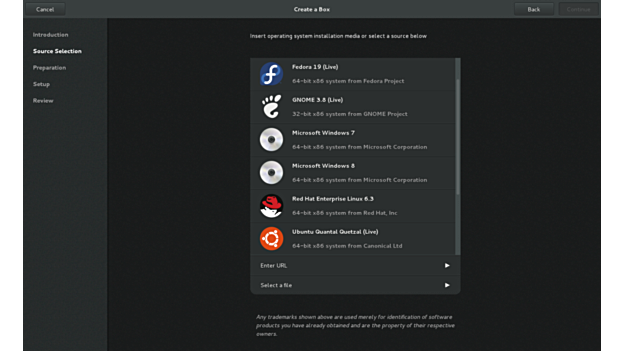 Cancel
Create a Box
Back
Continue
Introduction
Source Selection
Preparation
Setup
Review
Insert operating system installation media or select a source below
Fedora 19 (Live)
64-bit x86 system from Fedora Project
GNOME 3.8 (Live)
32-bit x86 system from GNOME Project
Microsoft Windows 7
64-bit x86 system from Microsoft Corporation
Microsoft Windows 8
64-bit x86 system from Microsoft Corporation
Red Hat Enterprise Linux 6.3
64-bit x86 system from Red Hat, Inc
Ubuntu Quantal Quetzal (Live)
64-bit x86 system from Canonical Ltd
Enter URL
Select a file
Any trademarks shown above are used merely for identification of software
products you have already obtained and are the property of their respective
owners.